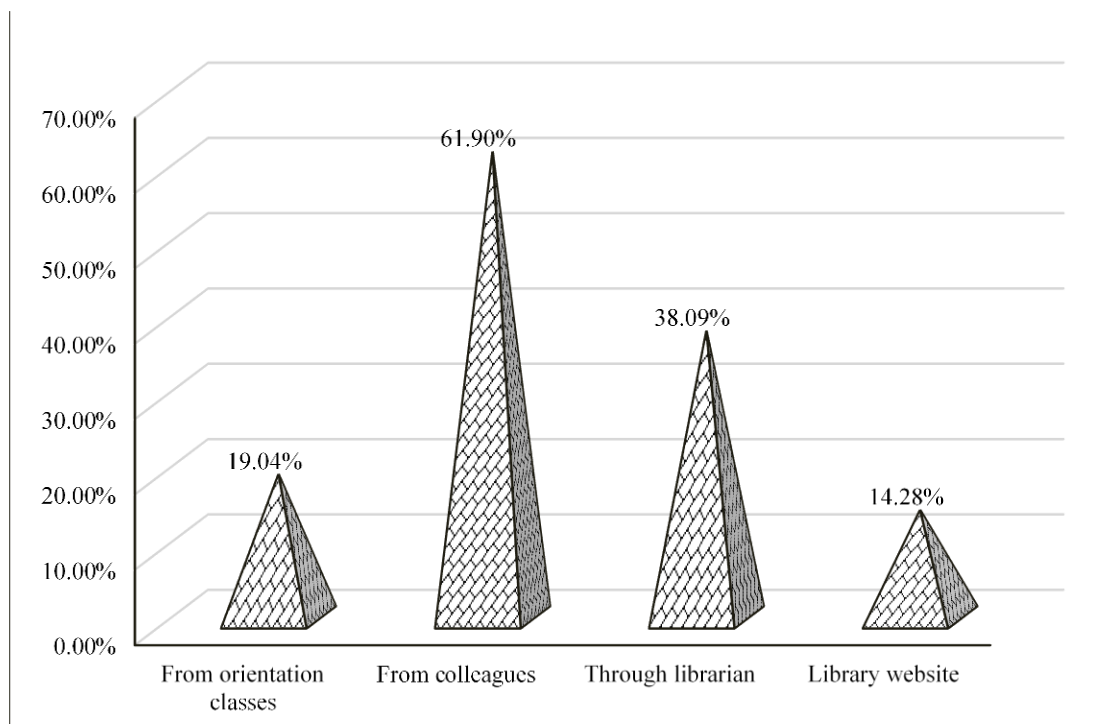 70.00%
60.00%
50.00%
40.00%
30.00%
20.00%
10.00%
0.00%
19.04%
61.90%
38.09%
14.28%
From orientation
classes
From colleagues
Through librarian
Library website